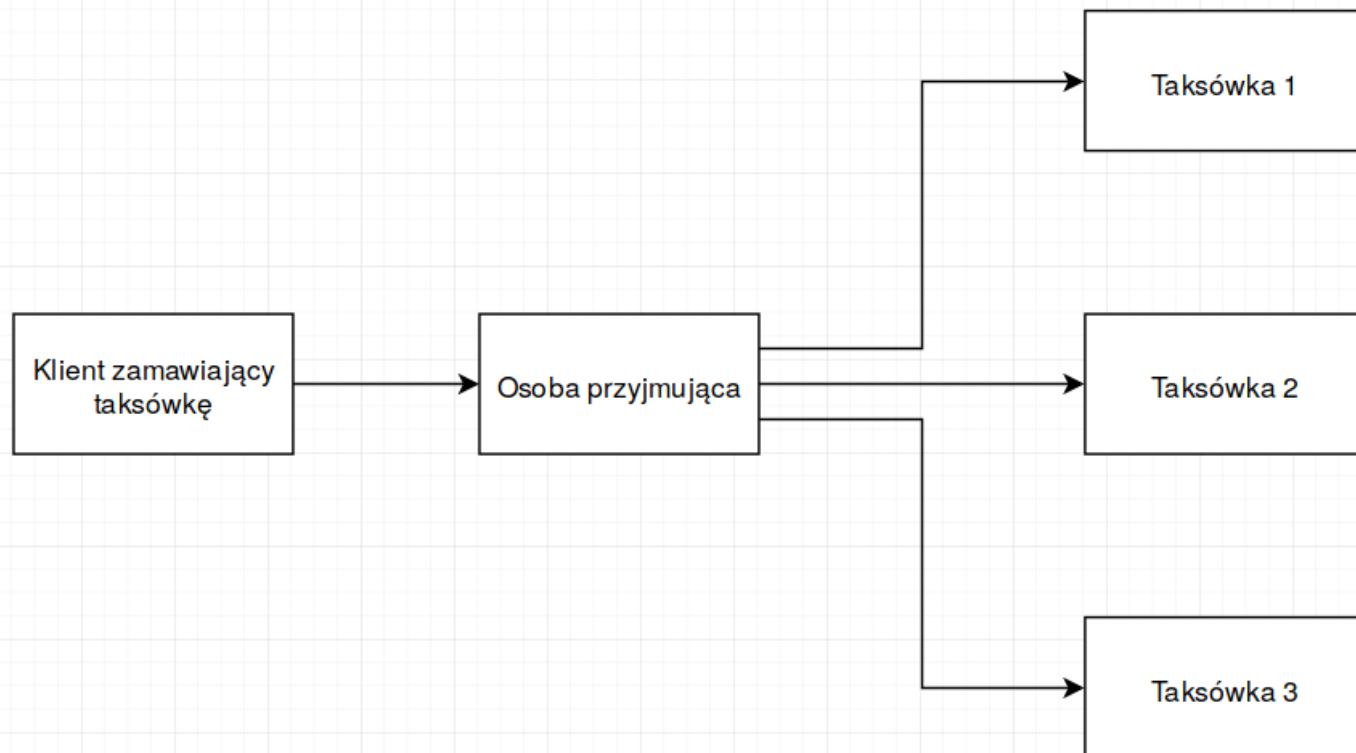 Taksówka 1
Klient zamawiający
taksówkę
Osoba przyjmująca
Taksówka 2
Taksówka 3